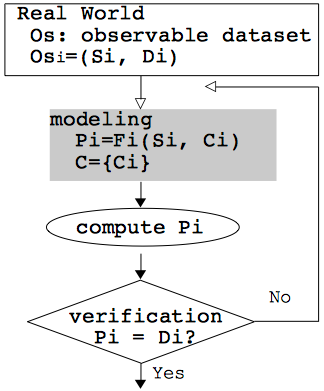 Real World
Os: observable dataset
Osi=(Si, Di)
modeling
Pi=Fi(Si, Ci)
C={Ci}
compute Pi
No
verification
Pi = Di?
Yes